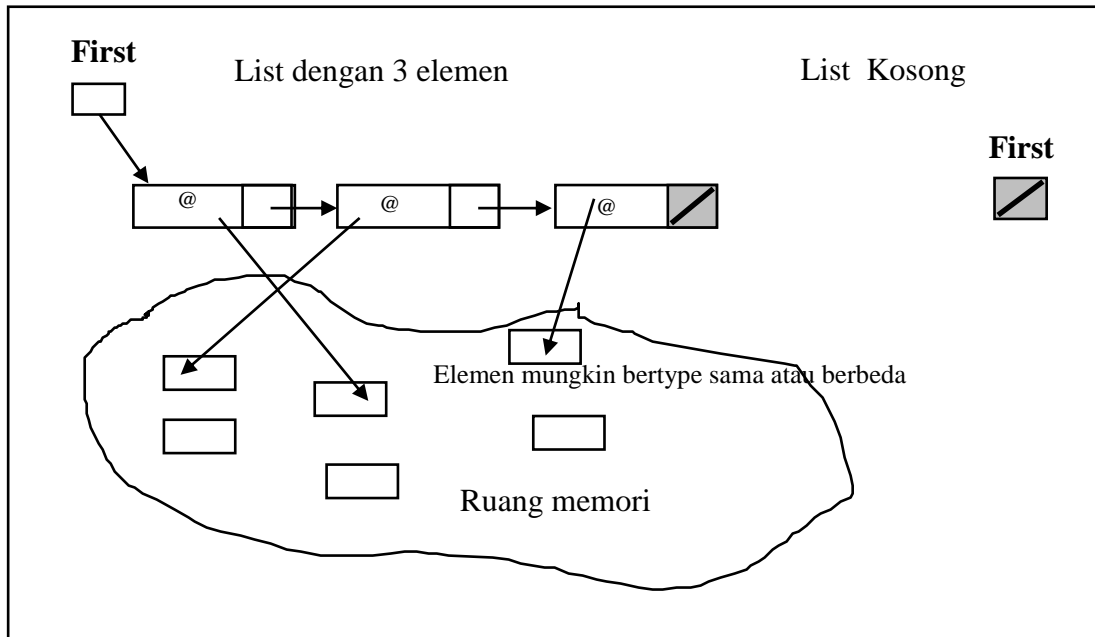 First
List dengan 3 elemen
List Kosong
First
@
@
@
Elemen mungkin bertype sama atau berbeda
Ruang memori